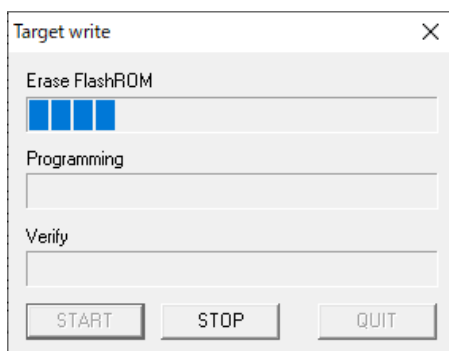 Target write
Erase FlashROM
Programming
Verify
START STOP QUIT